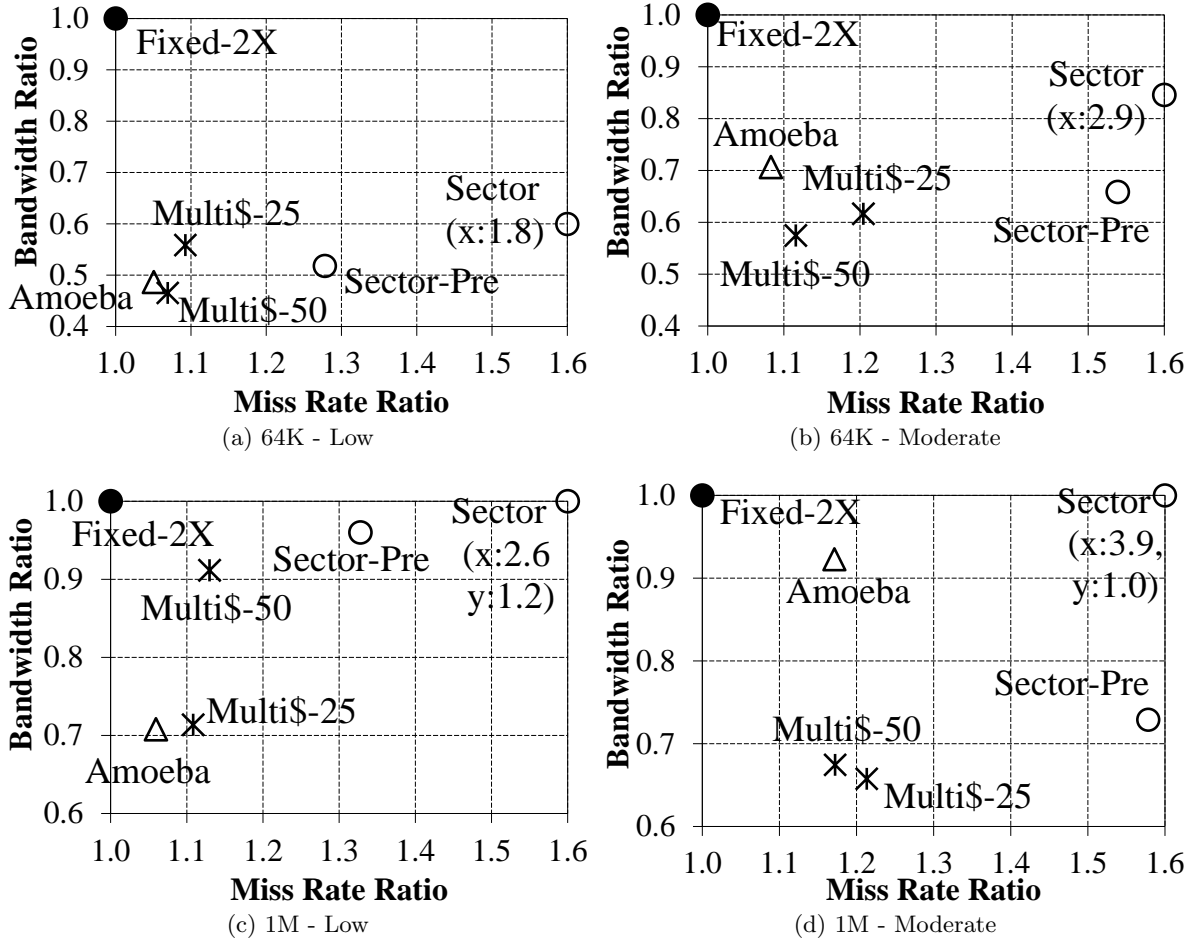 1.0
0.9
0.8
0.7
0.6
0.5
0.4
Bandwidth Ratio
Fixed-2X
Multi$-25
Sector
(x:1.8)
Amoeba
Multi$-50
Sector-Pre
1.0 1.1 1.2 1.3 1.4 1.5 1.6
Miss Rate Ratio
(a) 64K - Low
1.0
0.9
0.8
0.7
0.6
0.5
0.4
Bandwidth Ratio
Fixed-2X
Sector
(x:2.9)
Amoeba
Multi$-25
Sector-Pre
Multi$-50
1.0 1.1 1.2 1.3 1.4 1.5 1.6
Miss Rate Ratio
(b) 64K - Moderate
1.0
0.9
0.8
0.7
0.6
Bandwidth Ratio
Fixed-2X
Sector
(x:2.6
y:1.2)
Sector-Pre
Multi$-50
Multi$-25
Amoeba
1.0 1.1 1.2 1.3 1.4 1.5 1.6
Miss Rate Ratio
(c) 1M - Low
1.0
0.9
0.8
0.7
0.6
Bandwidth Ratio
Fixed-2X
Sector
(x:3.9,
y:1.0)
Amoeba
Sector-Pre
Multi$-50
Multi$-25
1.0 1.1 1.2 1.3 1.4 1.5 1.6
Miss Rate Ratio
(d) 1M - Moderate